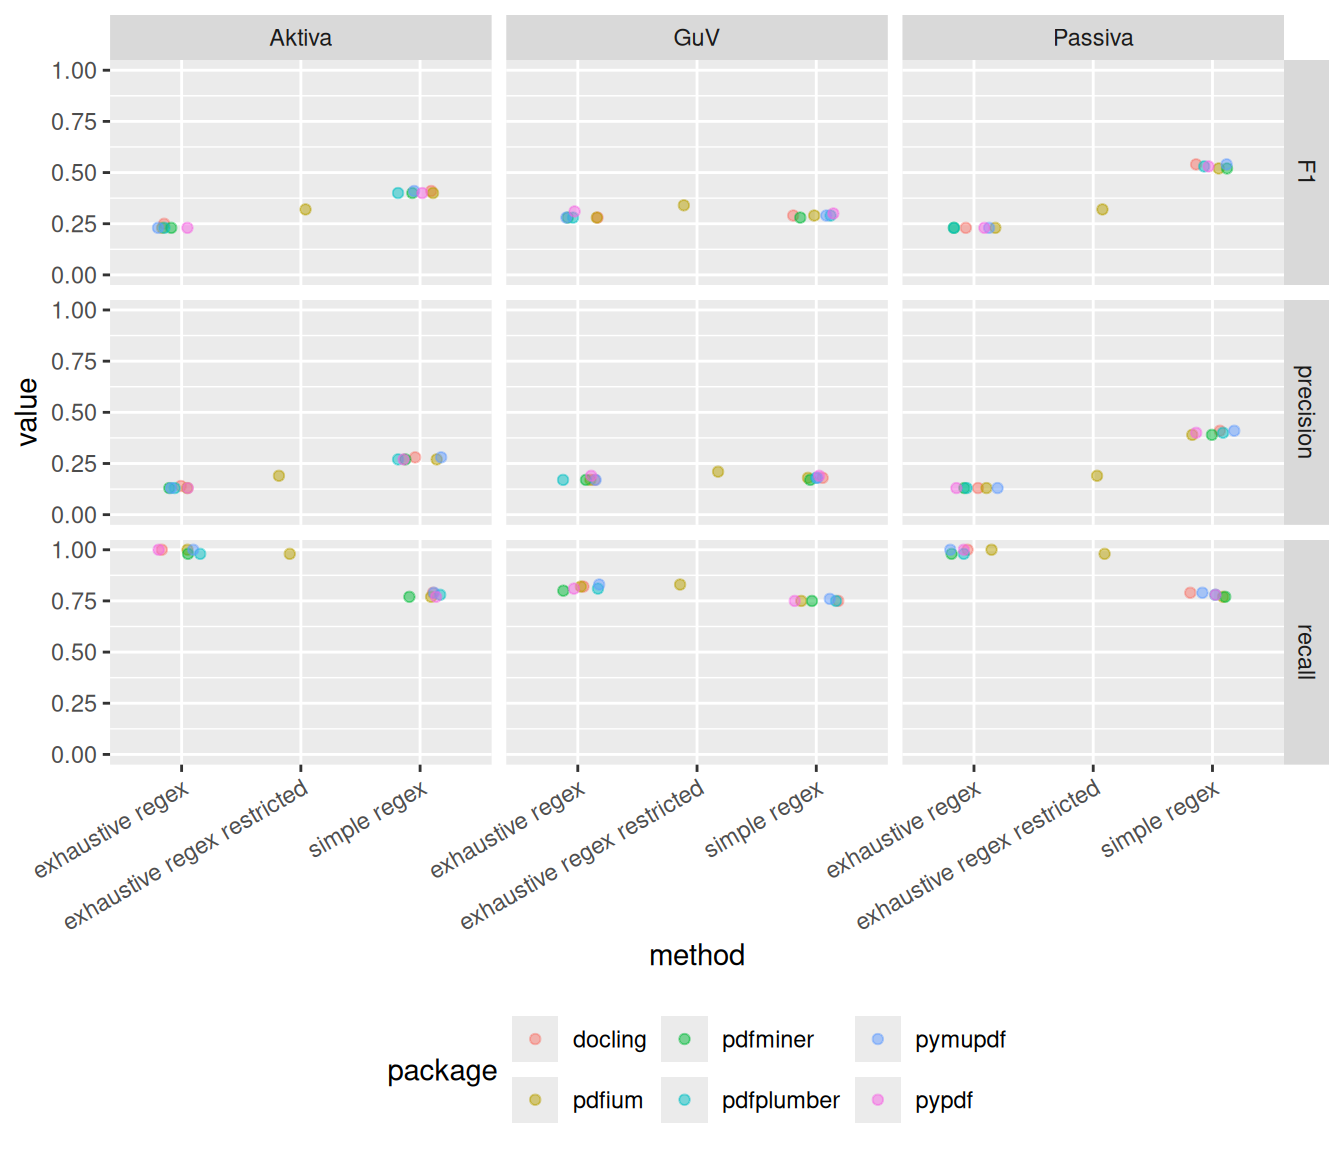 Aktiva GuV Passiva
1.00
0.75
0.50
0.25
0.00
F1
1.00
0.75
0.50
0.25
0.00
precision
1.00
0.75
0.50
0.25
0.00
recall
value
exhaustive regex
exhaustive regex restricted
simple regex
exhaustive regex
exhaustive regex restricted
simple regex
exhaustive regex
exhaustive regex restricted
simple regex
method
package
docling pdfminer pymupdf
pdfium pdfplumber pypdf